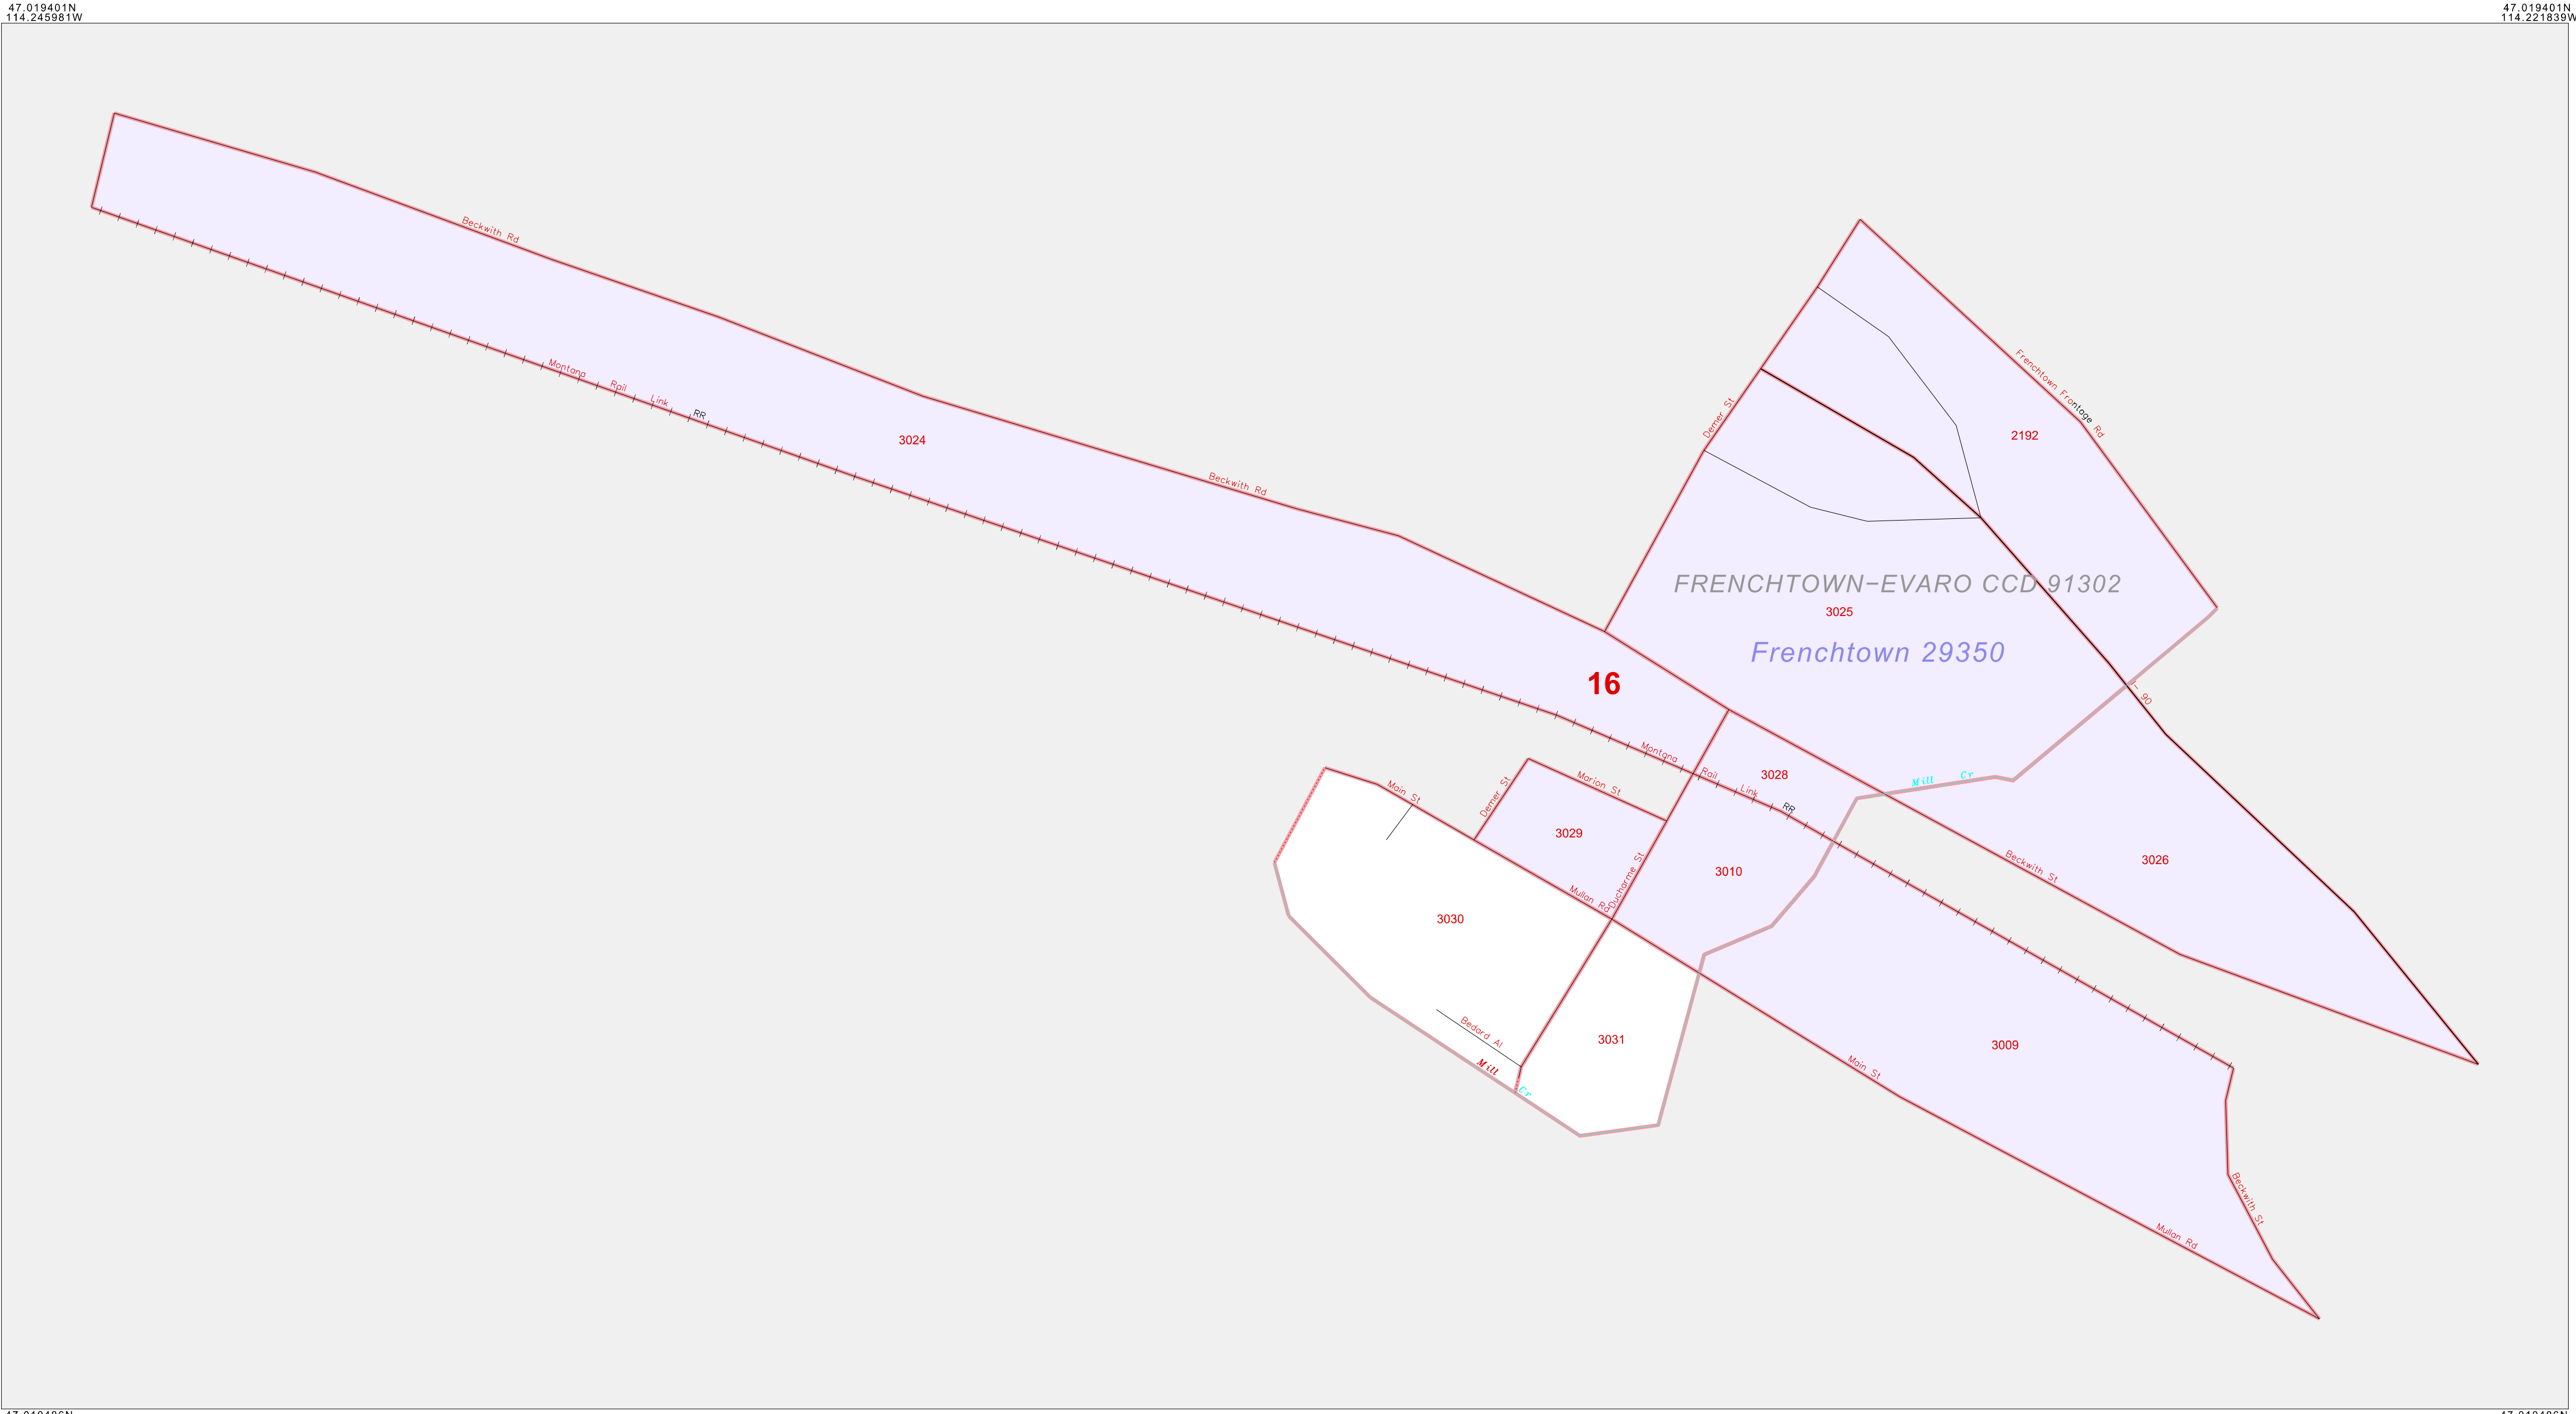 47.019401N
114.245981W
47.019401N
114.221839W
Beckwith Rd
Montana Rail Link RR
3024
Beckwith Rd
Demer St
Frenchtown Frontage Rd
2192
FRENCHTOWN-EVARO CCD 91302
3025
Frenchtown 29350
16
I- 90
Montana Rail Link RR
3028
Mill Cr
Main St
Demer St
Marion St
3029
Ducharme St
Mullan Rd
3010
Beckwith St
3026
3030
Bedard Al
3031
Mill Cr
3009
Main St
Beckwith St
Mullan Rd